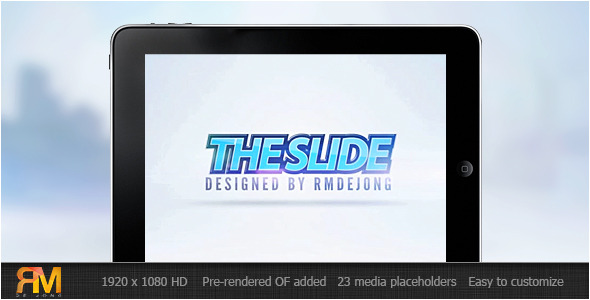 THE SLIDE
DESIGNED BY RMDEJONG
RM
DE JONG
1920 x 1080 HD
Pre-rendered OF added
23 media placeholders
Easy to customize